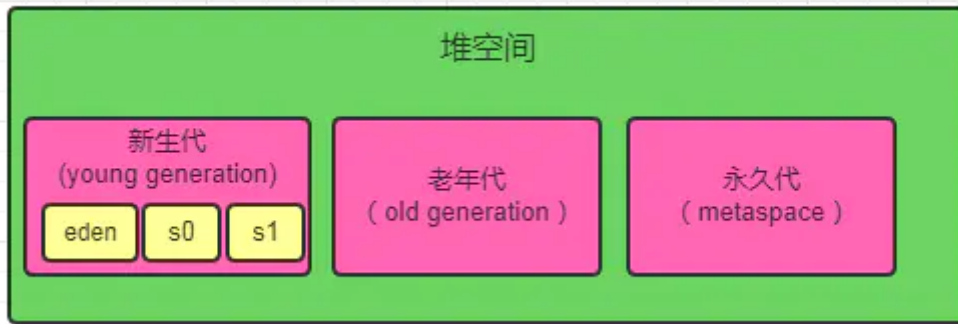 堆空间
新生代
(young generation)
eden
s0
s1
老年代
（ old generation ）
永久代
（ metaspace ）